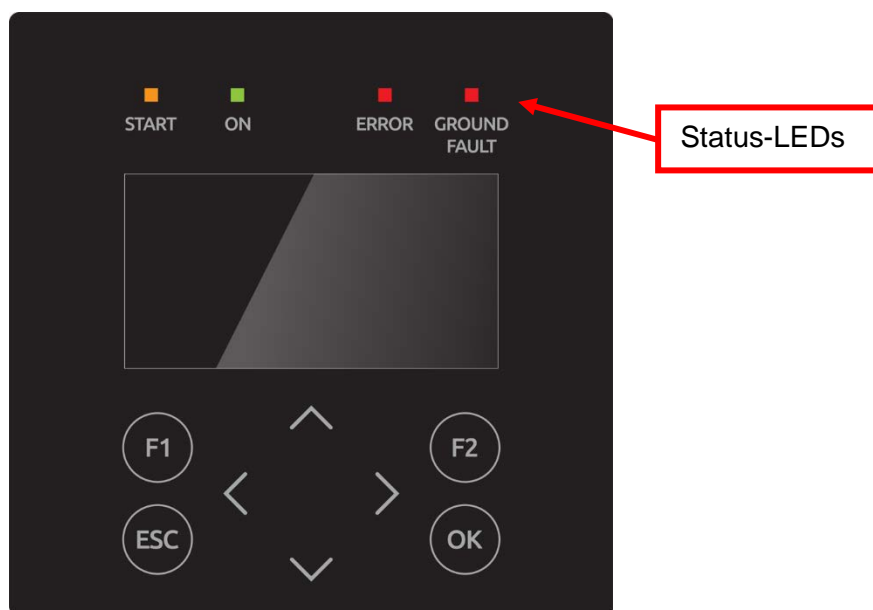 START ON ERROR GROUND
FAULT
Status-LEDs
F1 F2
ESC OK